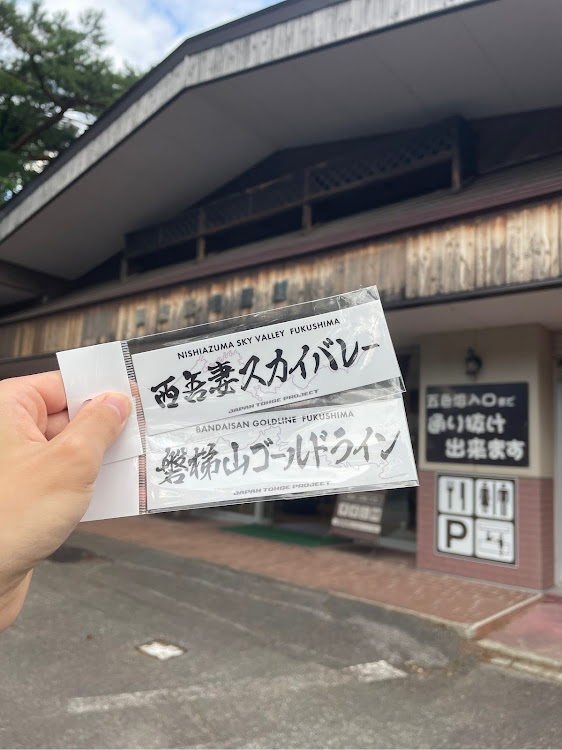 NISHIAZUMA SKY VALLEY FUKUSHIMA
西吾妻スカイバレー
JAPAN TOHGE PROJECT
BANDAISAN GOLDLINE FUKUSHIMA
磐梯山ゴールドライン
JAPAN TOHGE PROJECT
五色沼入口まで
通り抜け
出来ます
P